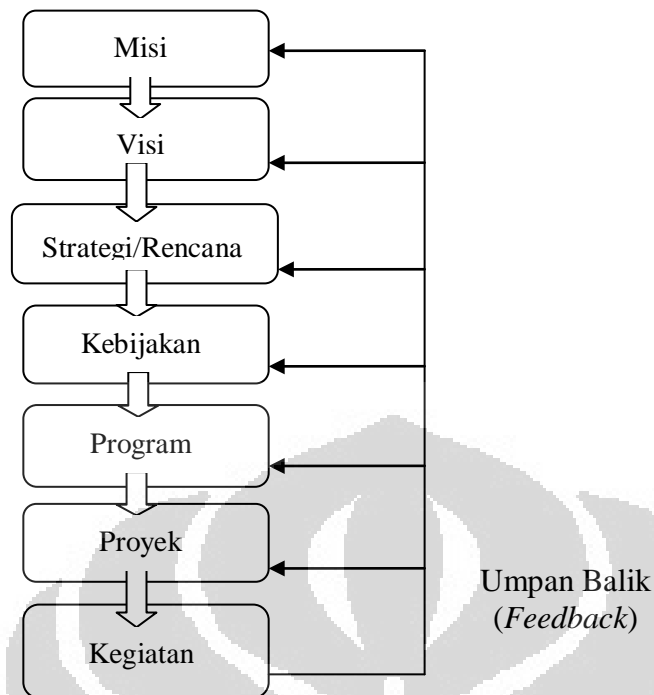 Misi
Visi
Strategi/Rencana
Kebijakan
Program
Proyek
Umpan Balik
(Feedback)
Kegiatan